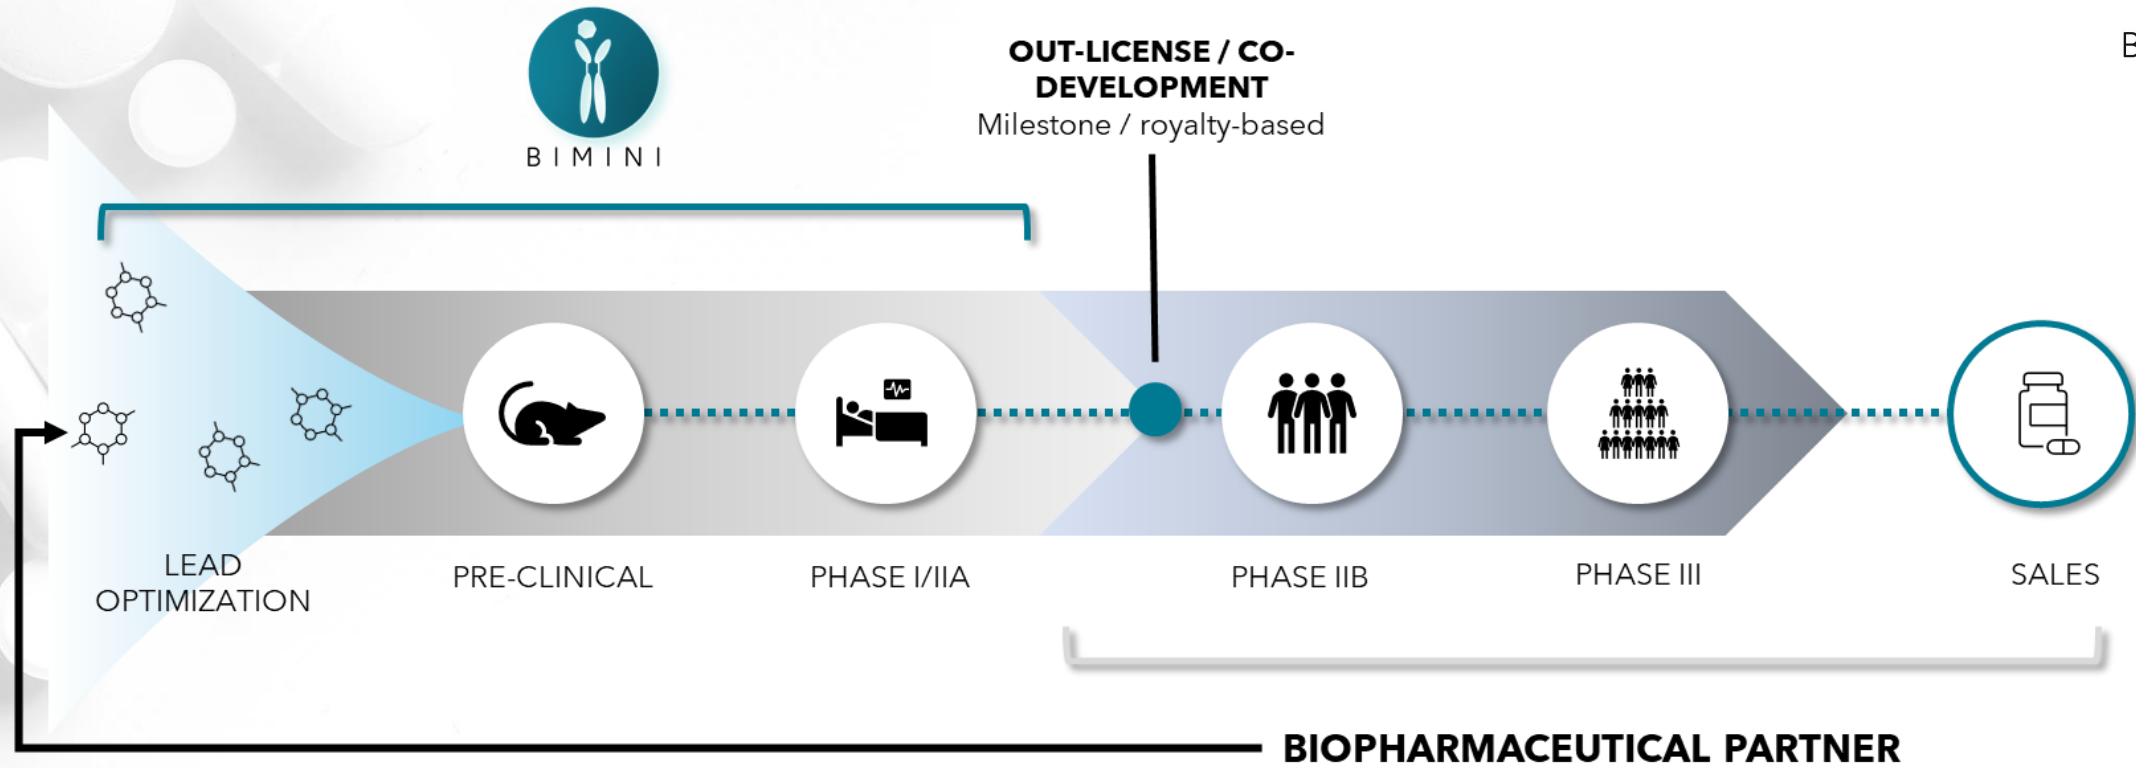 BIMINI
OUT-LICENSE / CO-
DEVELOPMENT
Milestone / royalty-based
LEAD
OPTIMIZATION
PRE-CLINICAL
PHASE I/IIA
PHASE IIB
PHASE III
SALES
BIOPHARMACEUTICAL PARTNER